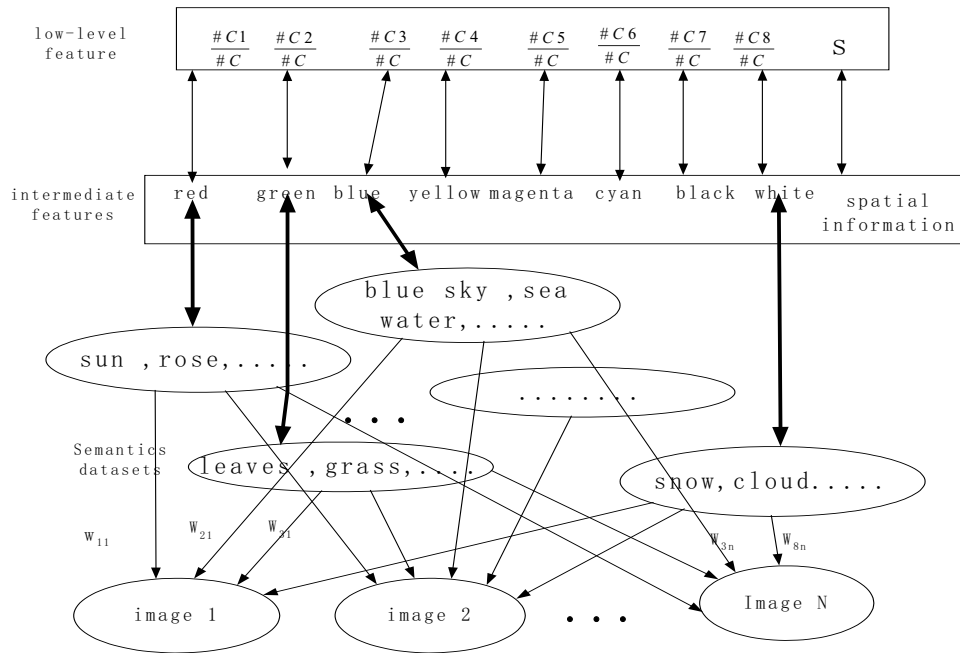 low-level
feature
#C1/#C #C2/#C #C3/#C #C4/#C #C5/#C #C6/#C #C7/#C #C8/#C S
intermediate
features
red green blue yellow magenta cyan black white
spatial
information
blue sky ,sea
water,.....
sun ,rose,.....
........
...
Semantics
datasets
leaves ,grass,....
snow,cloud.....
W11 W21 W31 W3n W8n
image 1 image 2 ... Image N